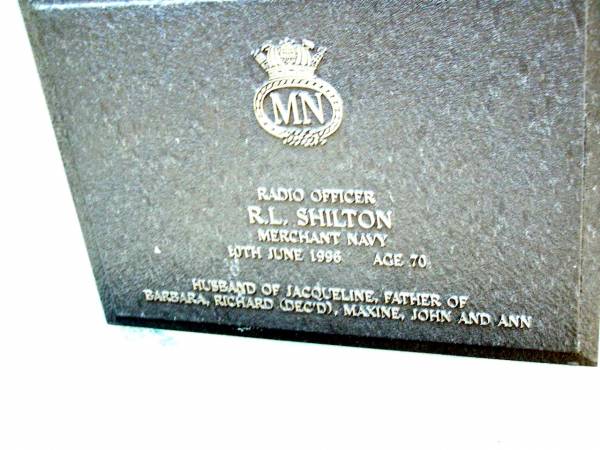 MN
RADIO OFFICER
R.L. SHILTON
MERCHANT NAVY
10TH JUNE 1996 AGE 70
HUSBAND OF JACQUELINE, FATHER OF
BARBARA, RICHARD (DEC'D), MAXINE, JOHN AND ANN